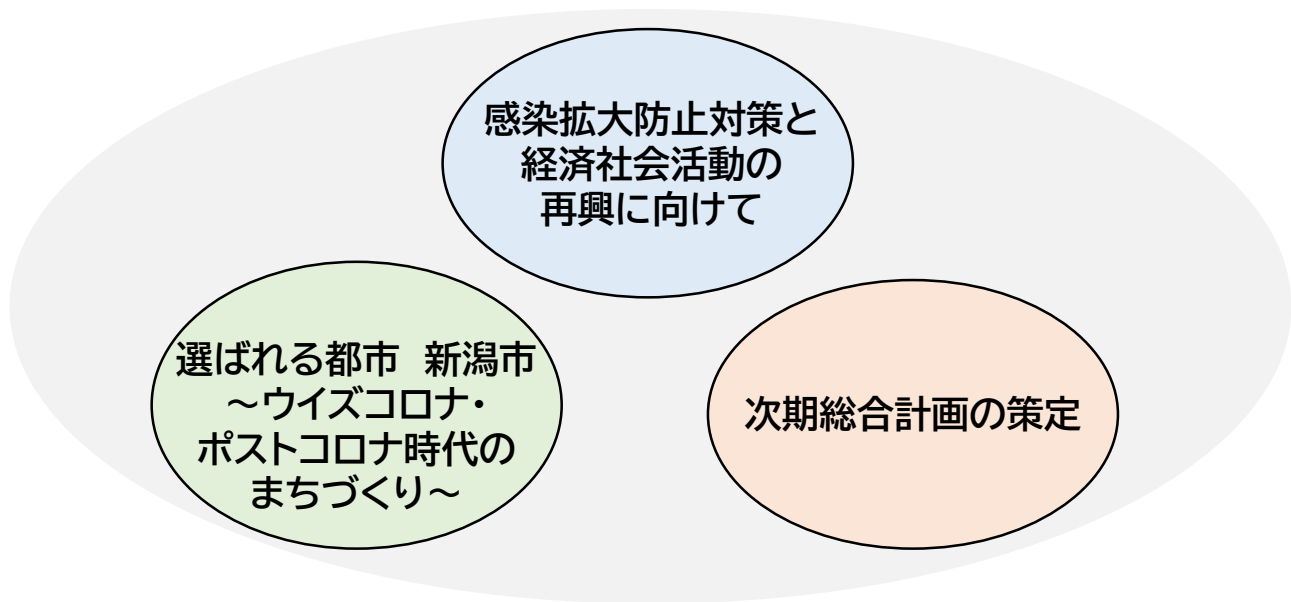 感染拡大防止対策と
経済社会活動の
再興に向けて
選ばれる都市　新潟市
～ウイズコロナ・
ポストコロナ時代の
まちづくり～
次期総合計画の策定